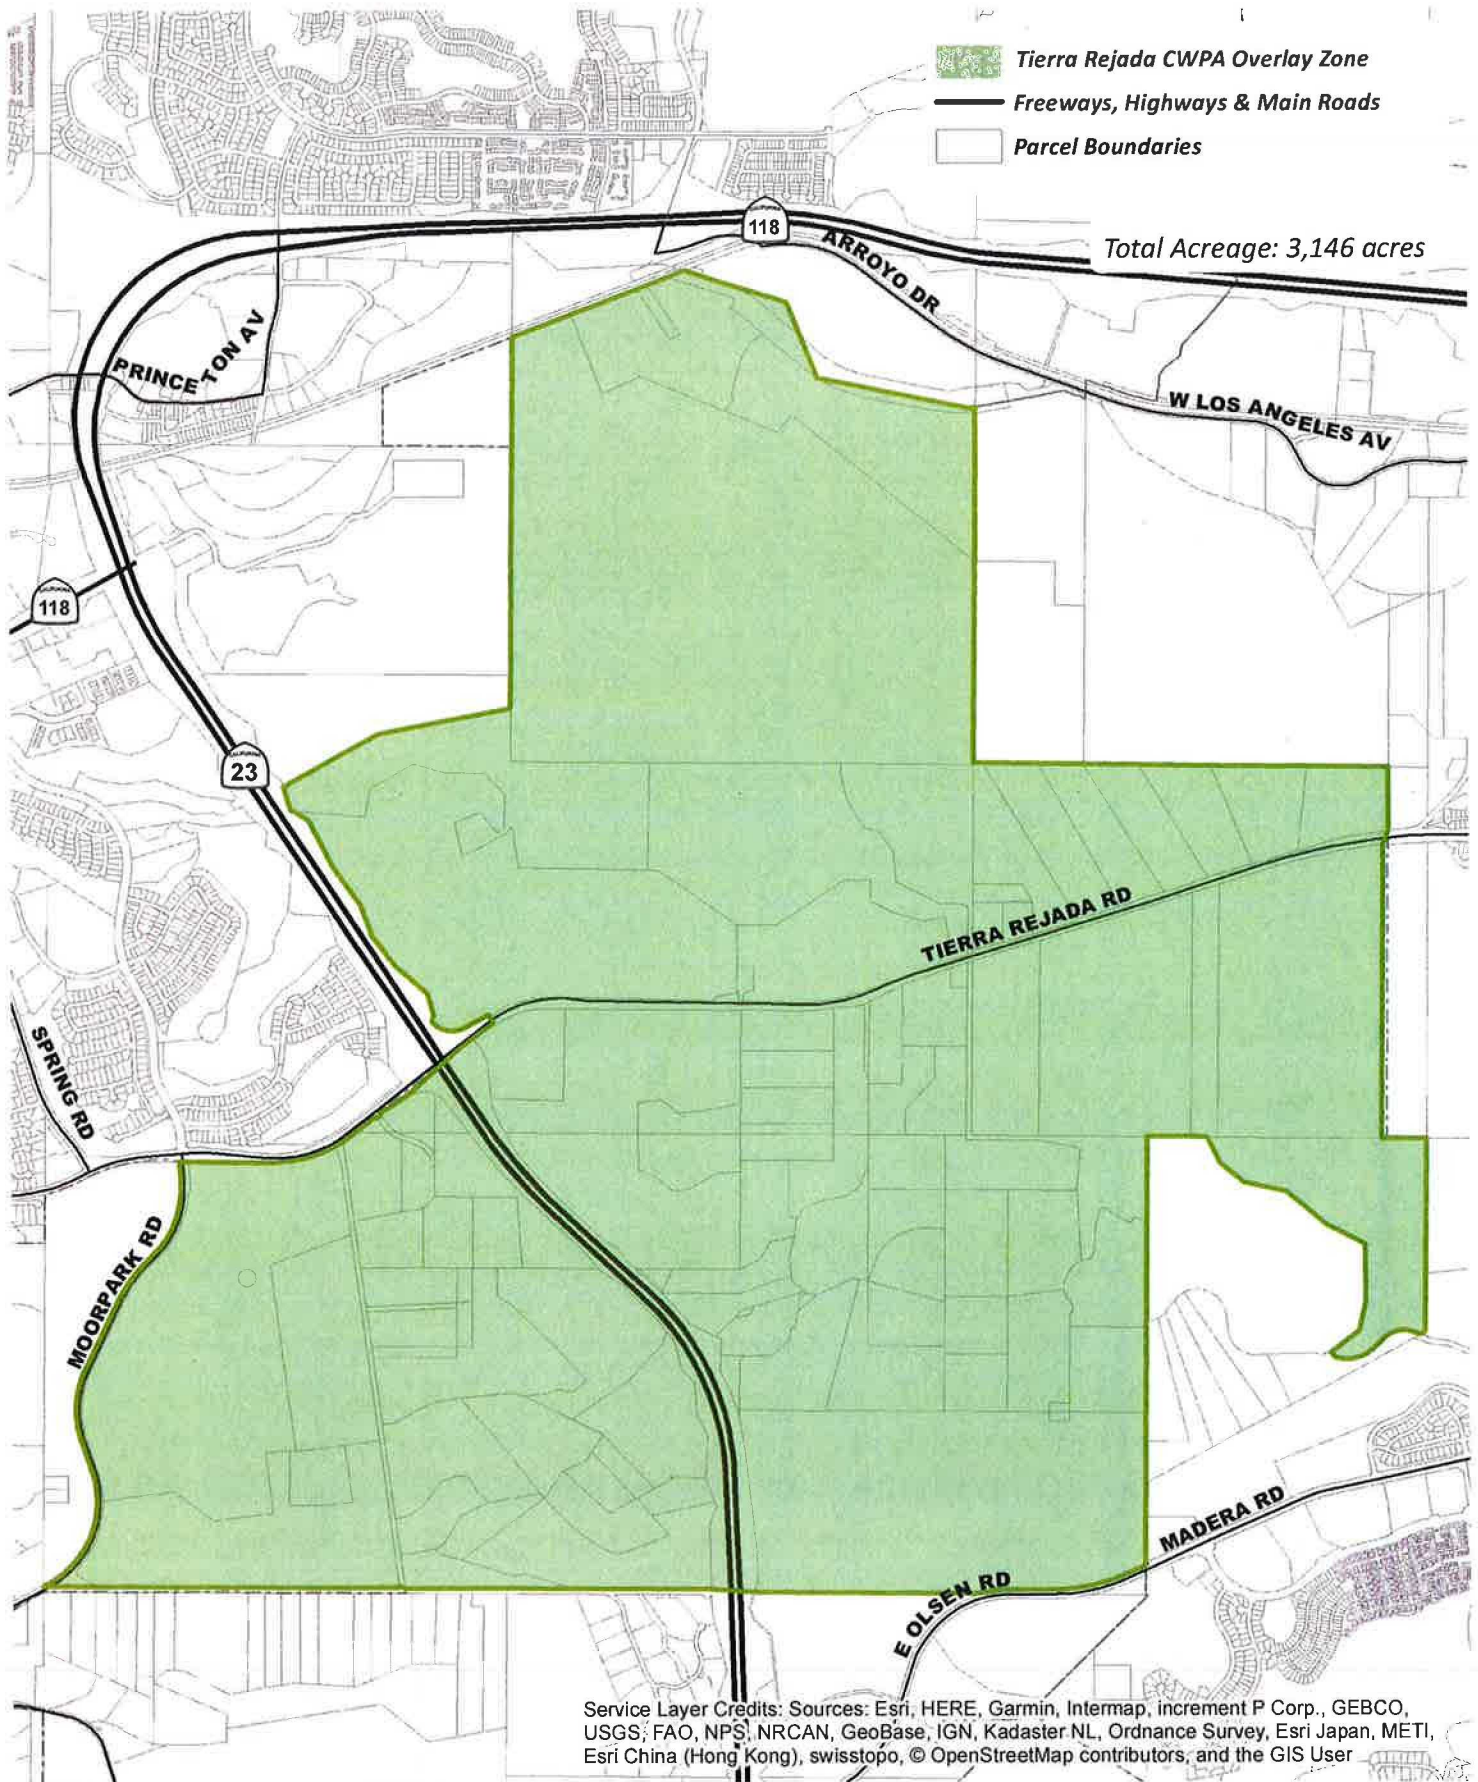 Tierra Rejada CWPA Overlay Zone
Freeways, Highways & Main Roads
Parcel Boundaries
118
ARROYO DR
Total Acreage: 3,146 acres
PRINCETON AV
W LOS ANGELES AV
118
23
TIERRA REJADA RD
SPRING RD
MOORPARK RD
MADERA RD
E OLSEN RD
Service Layer Credits: Sources: Esri, HERE, Garmin, Intermap, increment P Corp., GEBCO,
USGS, FAO, NPS, NRCAN, GeoBase, IGN, Kadaster NL, Ordnance Survey, Esri Japan, METI,
Esri China (Hong Kong), swisstopo, © OpenStreetMap contributors, and the GIS User